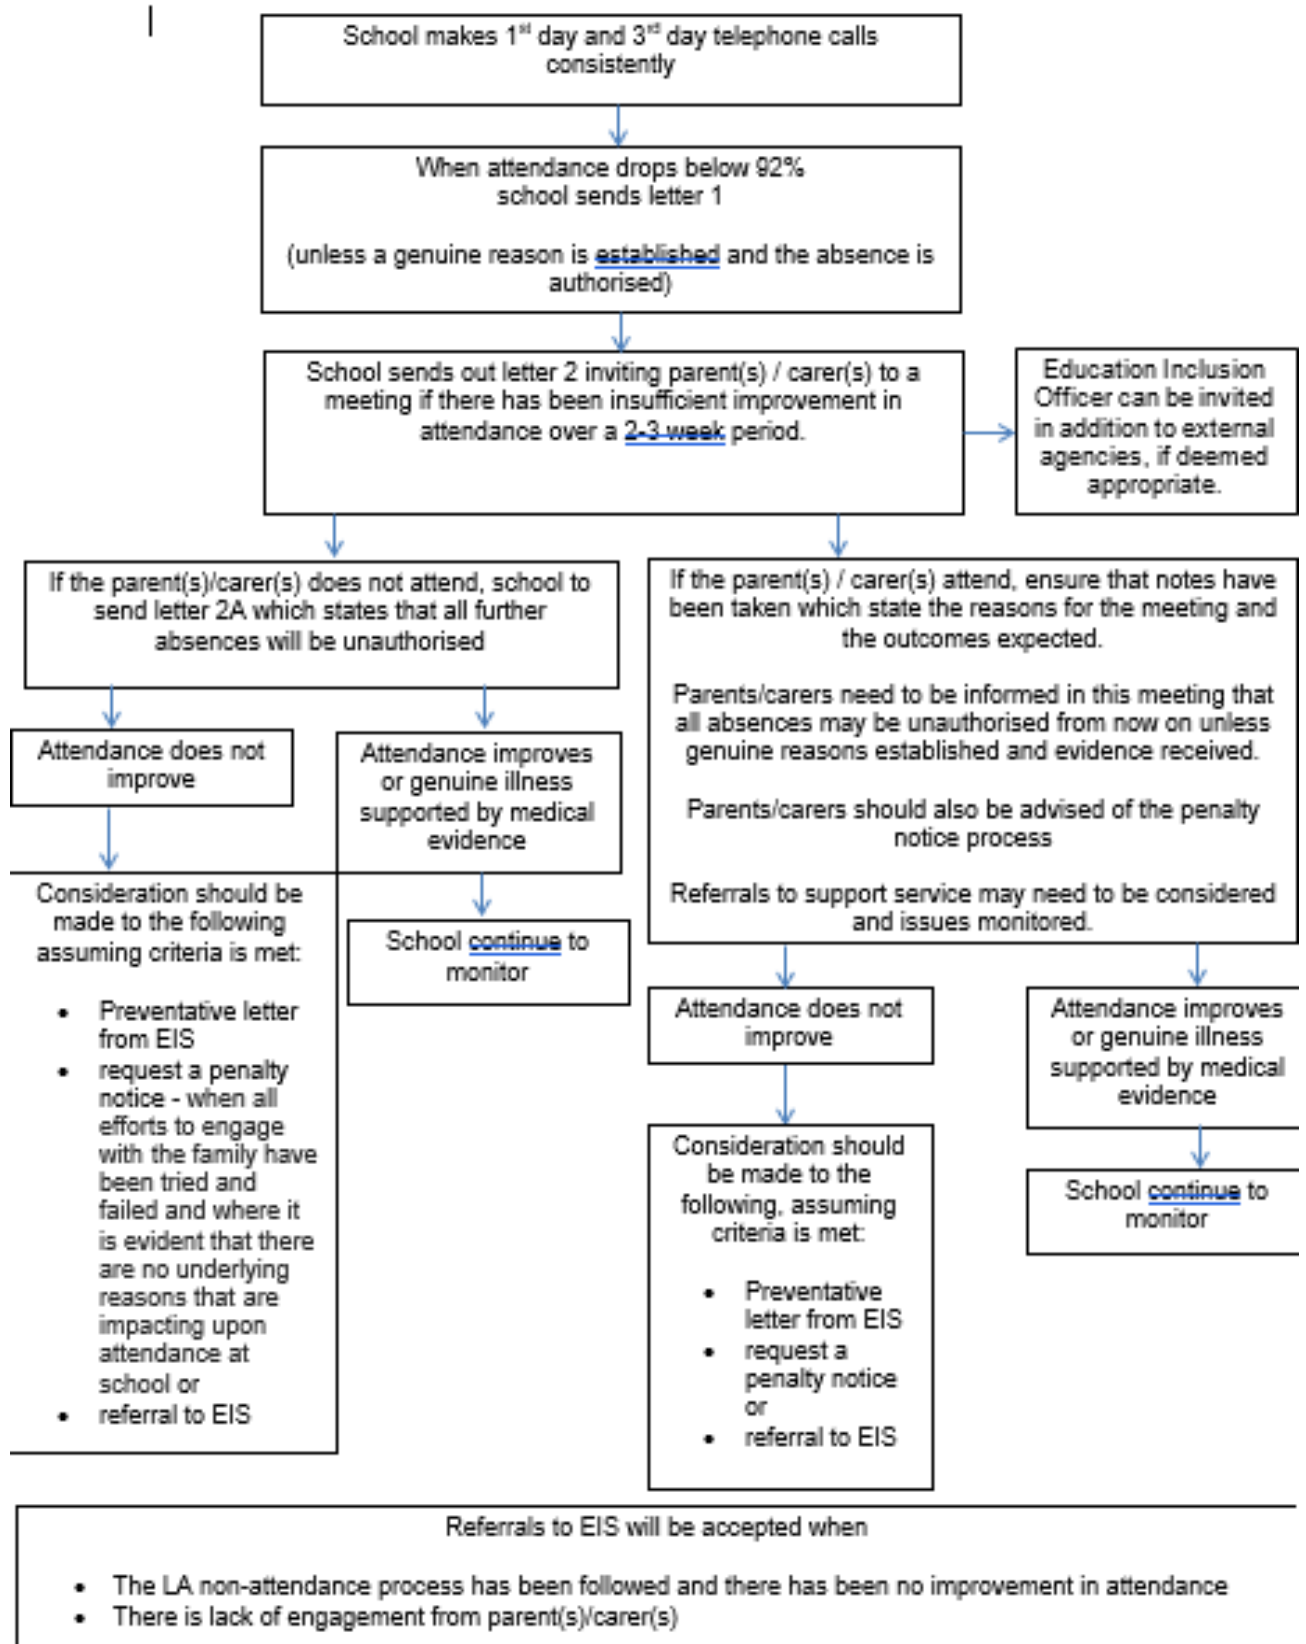 School makes 1st day and 3rd day telephone calls
consistently
When attendance drops below 92%
school sends letter 1
(unless a genuine reason is established and the absence is
authorised)
School sends out letter 2 inviting parent(s) / carer(s) to a
meeting if there has been insufficient improvement in
attendance over a 2-3 week period.
Education Inclusion
Officer can be invited
in addition to external
agencies, if deemed
appropriate.
If the parent(s)/carer(s) does not attend, school to
send letter 2A which states that all further
absences will be unauthorised
If the parent(s) / carer(s) attend, ensure that notes have
been taken which state the reasons for the meeting and
the outcomes expected.
Parents/carers need to be informed in this meeting that
all absences may be unauthorised from now on unless
genuine reasons established and evidence received.
Parents/carers should also be advised of the penalty
notice process
Referrals to support service may need to be considered
and issues monitored.
Attendance does not
improve
Attendance improves
or genuine illness
supported by medical
evidence
Consideration should be
made to the following
assuming criteria is met:
• Preventative letter
from EIS
• request a penalty
notice - when all
efforts to engage
with the family have
been tried and
failed and where it
is evident that there
are no underlying
reasons that are
impacting upon
attendance at
school or
• referral to EIS
School continue to
monitor
Attendance does not
improve
Attendance improves
or genuine illness
supported by medical
evidence
Consideration should
be made to the
following, assuming
criteria is met:
• Preventative
letter from EIS
• request a
penalty notice
or
• referral to EIS
School continue to
monitor
Referrals to EIS will be accepted when
• The LA non-attendance process has been followed and there has been no improvement in attendance
• There is lack of engagement from parent(s)/carer(s)